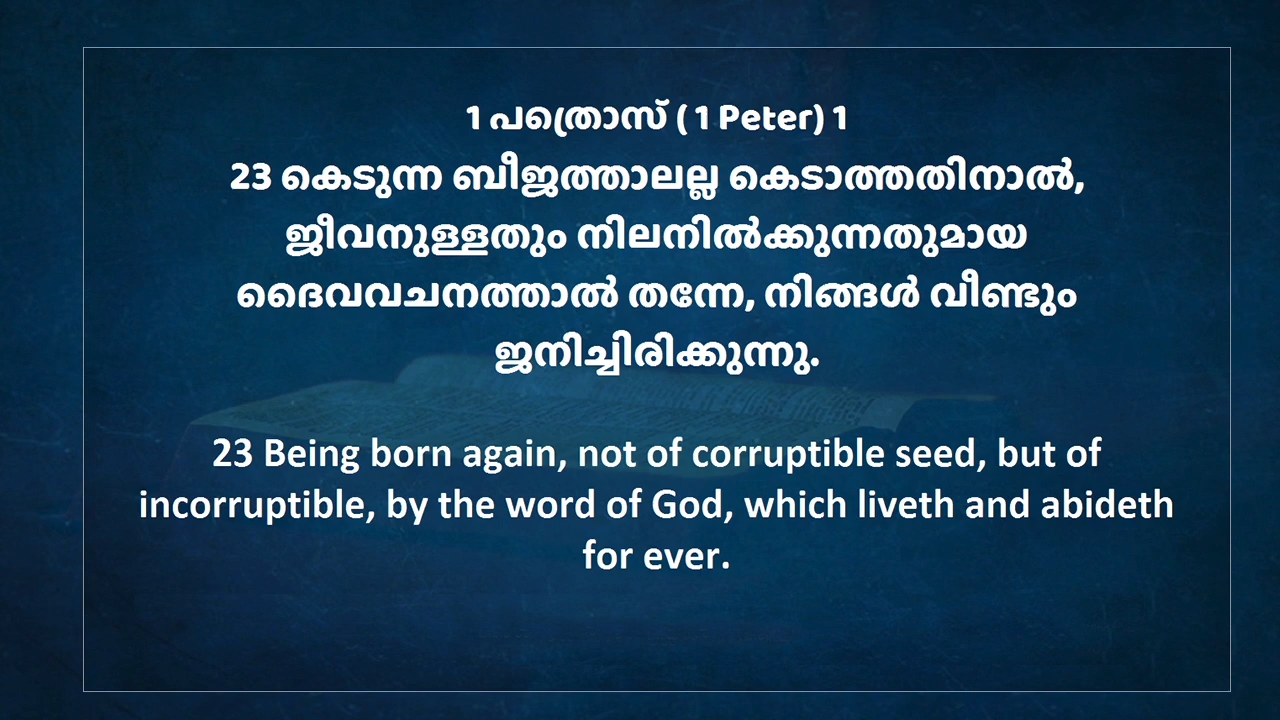 1 പത്രൊസ് ( 1 Peter) 1
23 കെടുന്ന ബീജത്താലല്ല കെടാത്തതിനാൽ,
ജീവനുള്ളതും നിലനിൽക്കുന്നതുമായ
ദൈവവചനത്താൽ തന്നേ, നിങ്ങൾ വീണ്ടും
ജനിച്ചിരിക്കുന്നു.
23 Being born again, not of corruptible seed, but of
incorruptible, by the word of God, which liveth and abideth
for ever.